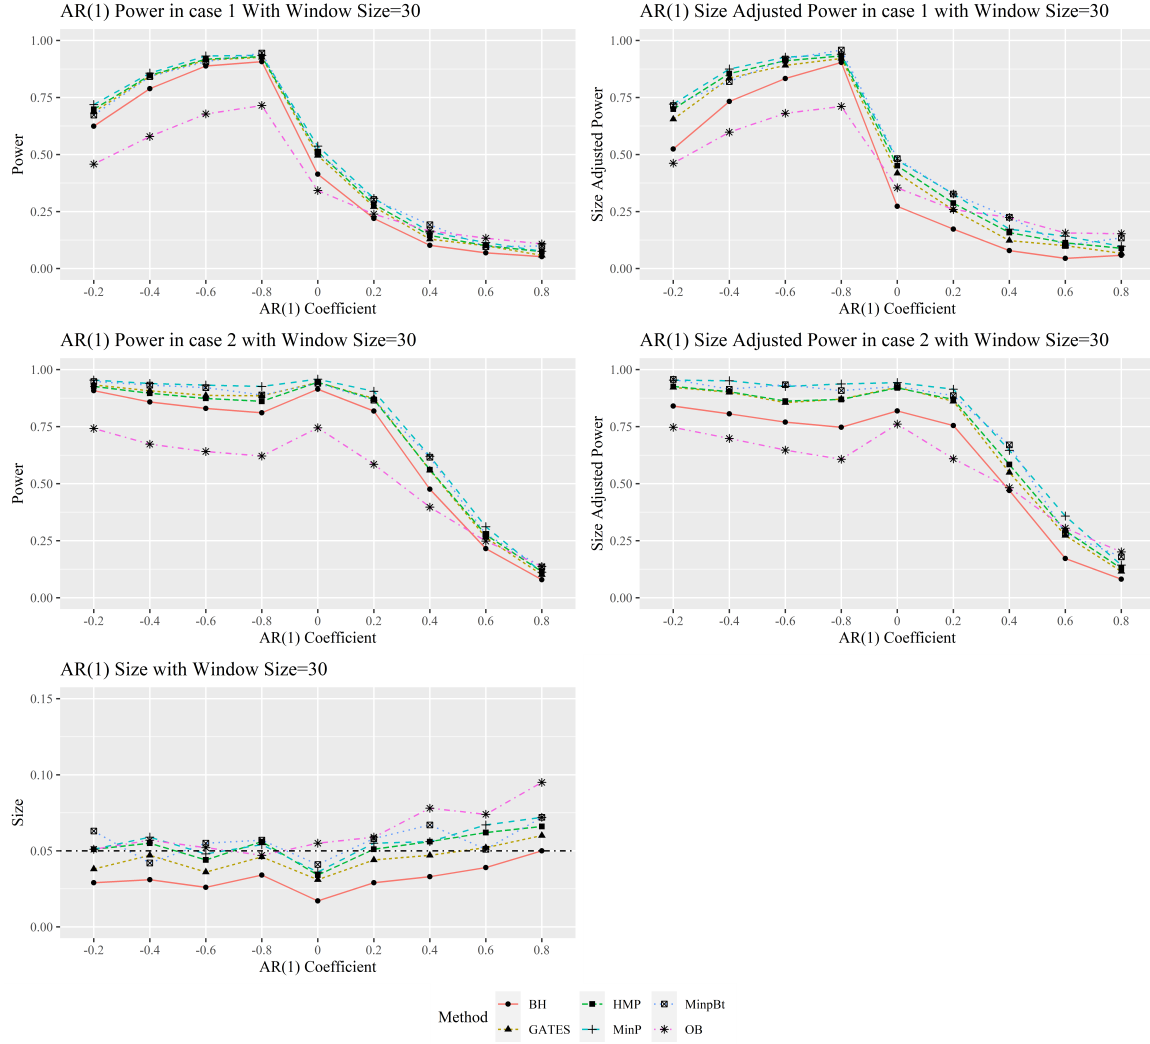 AR(1) Power in case 1 With Window Size=30
1.00
0.75
0.50
0.25
0.00
Power
-0.2 -0.4 -0.6 -0.8 0 0.2 0.4 0.6 0.8
AR(1) Coefficient
AR(1) Size Adjusted Power in case 1 with Window Size=30
1.00
0.75
0.50
0.25
0.00
Size Adjusted Power
-0.2 -0.4 -0.6 -0.8 0 0.2 0.4 0.6 0.8
AR(1) Coefficient
AR(1) Power in case 2 with Window Size=30
1.00
0.75
0.50
0.25
0.00
Power
-0.2 -0.4 -0.6 -0.8 0 0.2 0.4 0.6 0.8
AR(1) Coefficient
AR(1) Size Adjusted Power in case 2 with Window Size=30
1.00
0.75
0.50
0.25
0.00
Size Adjusted Power
-0.2 -0.4 -0.6 -0.8 0 0.2 0.4 0.6 0.8
AR(1) Coefficient
AR(1) Size with Window Size=30
0.15
0.10
0.05
0.00
Size
-0.2 -0.4 -0.6 -0.8 0 0.2 0.4 0.6 0.8
AR(1) Coefficient
Method
BH HMP MinpBt
GATES MinP OB